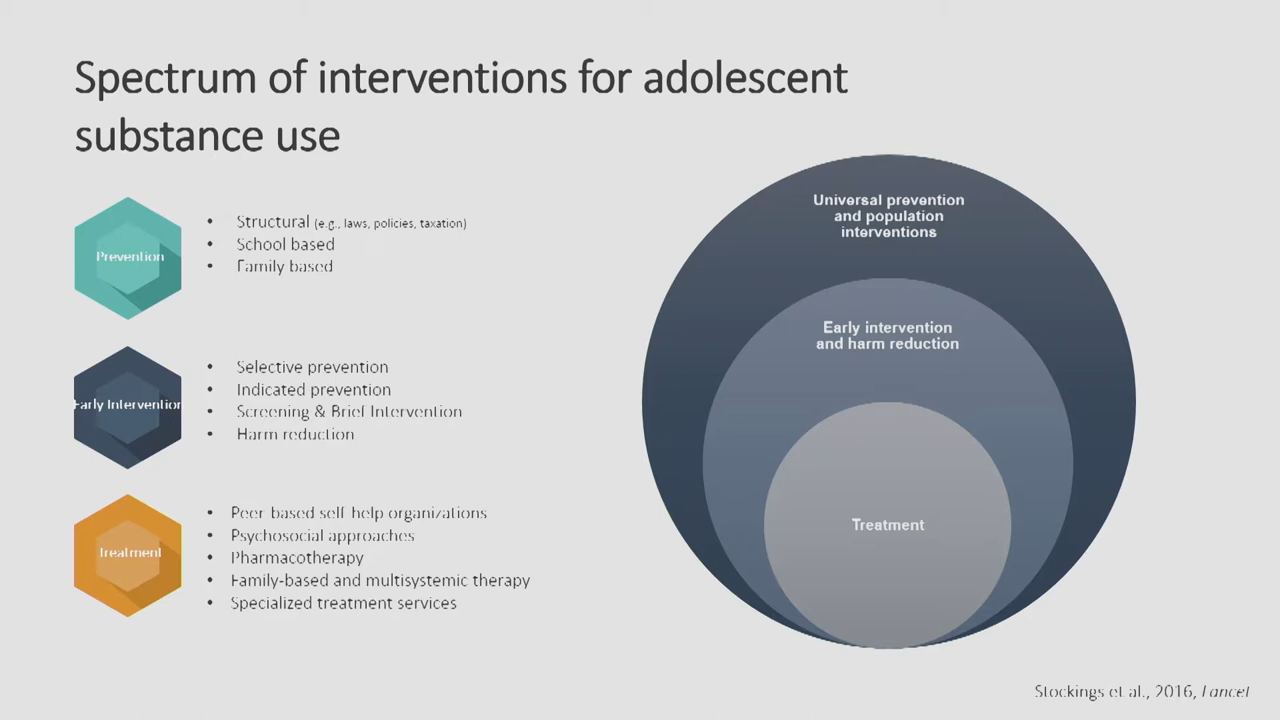 Spectrum of interventions for adolescent
substance use
Prevention
• Structural (e.g., laws, policies, taxation)
• School based
• Family based
Early Intervention
• Selective prevention
• Indicated prevention
• Screening & Brief Intervention
• Harm reduction
Treatment
• Peer-based self-help organizations
• Psychosocial approaches
• Pharmacotherapy
• Family-based and multisystemic therapy
• Specialized treatment services
Universal prevention
and population
interventions
Early intervention
and harm reduction
Treatment
Stockings et al., 2016, Lancet